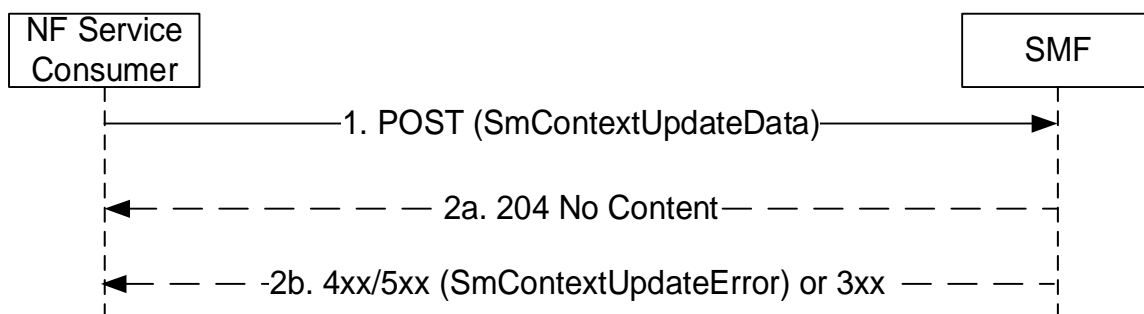 NF Service
Consumer
SMF
1. POST (SmContextUpdateData)
2a. 204 No Content
2b. 4xx/5xx (SmContextUpdateError) or 3xx